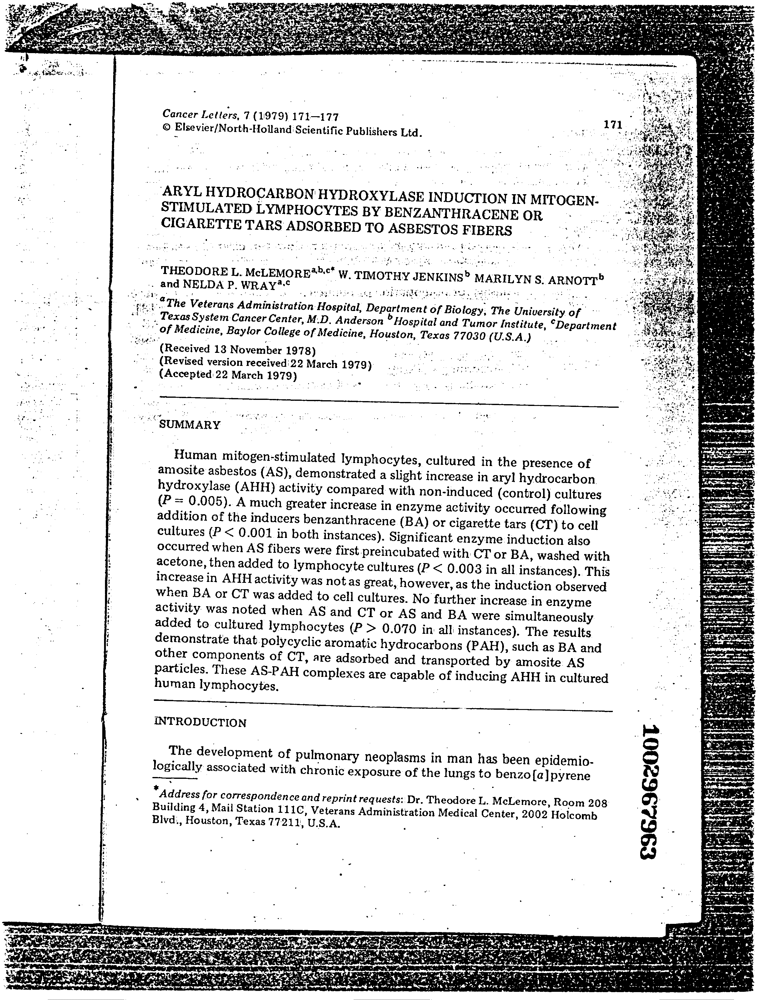 Cancer Letters, 7 (1979) 171—177
© Elsevier/North-Holland Scientific Publishers Ltd.
171
ARYL HYDROCARBON HYDROXYLASE INDUCTION IN MITOGEN-
STIMULATED LYMPHOCYTES BY BENZANTHRACENE OR
CIGARETTE TARS ADSORBED TO ASBESTOS FIBERS
THEODORE L. McLEMORE^a,b,c* W. TIMOTHY JENKINS^b MARILYN S. ARNOTT^b
and NELDA P. WRAY^a,c
^a The Veterans Administration Hospital, Department of Biology, The University of
Texas System Cancer Center, M.D. Anderson ^b Hospital and Tumor Institute, ^c Department
of Medicine, Baylor College of Medicine, Houston, Texas 77030 (U.S.A.)
(Received 13 November 1978)
(Revised version received 22 March 1979)
(Accepted 22 March 1979)
SUMMARY
Human mitogen-stimulated lymphocytes, cultured in the presence of
amosite asbestos (AS), demonstrated a slight increase in aryl hydrocarbon
hydroxylase (AHH) activity compared with non-induced (control) cultures
(P = 0.005). A much greater increase in enzyme activity occurred following
addition of the inducers benzanthracene (BA) or cigarette tars (CT) to cell
cultures (P < 0.001 in both instances). Significant enzyme induction also
occurred when AS fibers were first preincubated with CT or BA, washed with
acetone, then added to lymphocyte cultures (P < 0.003 in all instances). This
increase in AHH activity was not as great, however, as the induction observed
when BA or CT was added to cell cultures. No further increase in enzyme
activity was noted when AS and CT or AS and BA were simultaneously
added to cultured lymphocytes (P > 0.070 in all instances). The results
demonstrate that polycyclic aromatic hydrocarbons (PAH), such as BA and
other components of CT, are adsorbed and transported by amosite AS
particles. These AS-PAH complexes are capable of inducing AHH in cultured
human lymphocytes.
INTRODUCTION
The development of pulmonary neoplasms in man has been epidemio-
logically associated with chronic exposure of the lungs to benzo[a]pyrene
*Address for correspondence and reprint requests: Dr. Theodore L. McLemore, Room 208
Building 4, Mail Station 111C, Veterans Administration Medical Center, 2002 Holcomb
Blvd., Houston, Texas 77211, U.S.A.
1002967963